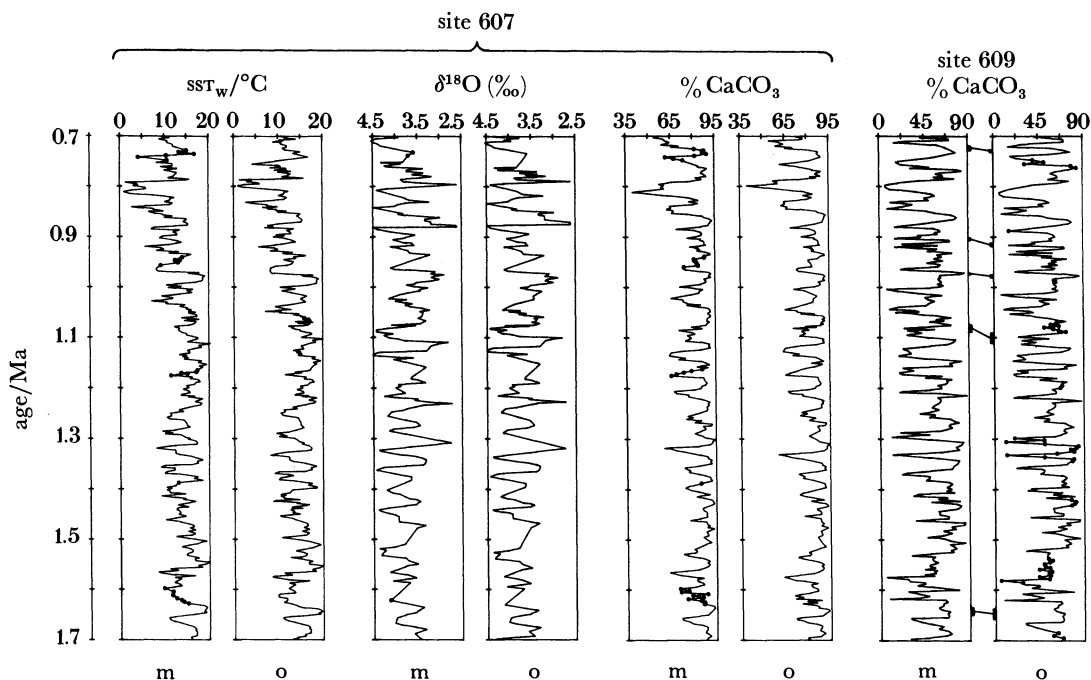 site 607
site 609
SST_W/°C
δ¹⁸O (‰)
% CaCO₃
% CaCO₃
0 10 20 0 10 20 4.5 3.5 2.5 4.5 3.5 2.5 35 65 95 35 65 95 0 45 90 0 45 90
0.7
0.9
1.1
1.3
1.5
1.7
age/Ma
m o m o m o m o